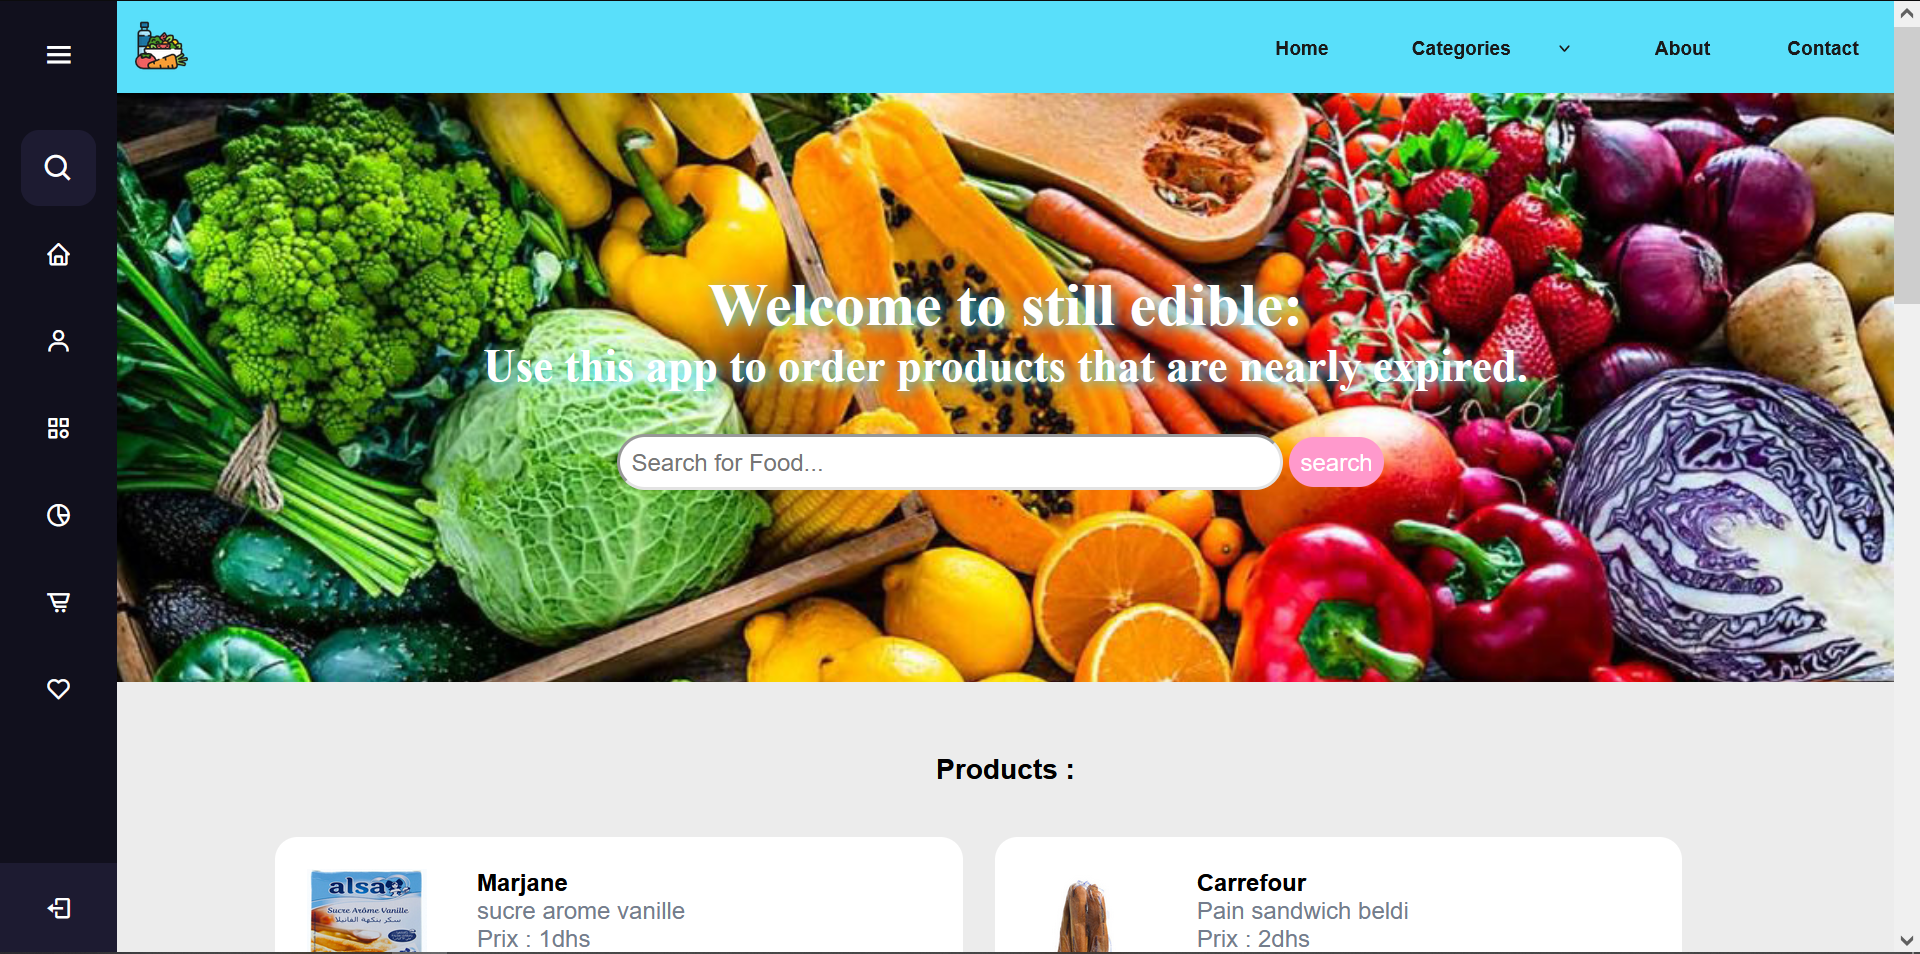 Home
Categories
About
Contact
Welcome to still edible:
Use this app to order products that are nearly expired.
Search for Food...
search
Products :
alsa
Sucre Arôme Vanille
سكر بنكهة الفانيلا
Marjane
sucre arome vanille
Prix : 1dhs
Carrefour
Pain sandwich beldi
Prix : 2dhs